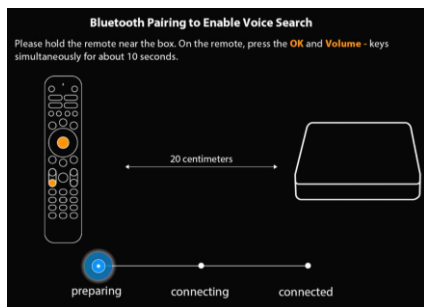 Bluetooth Pairing to Enable Voice Search
Please hold the remote near the box. On the remote, press the OK and Volume - keys
simultaneously for about 10 seconds.
20 centimeters
preparing connecting connected